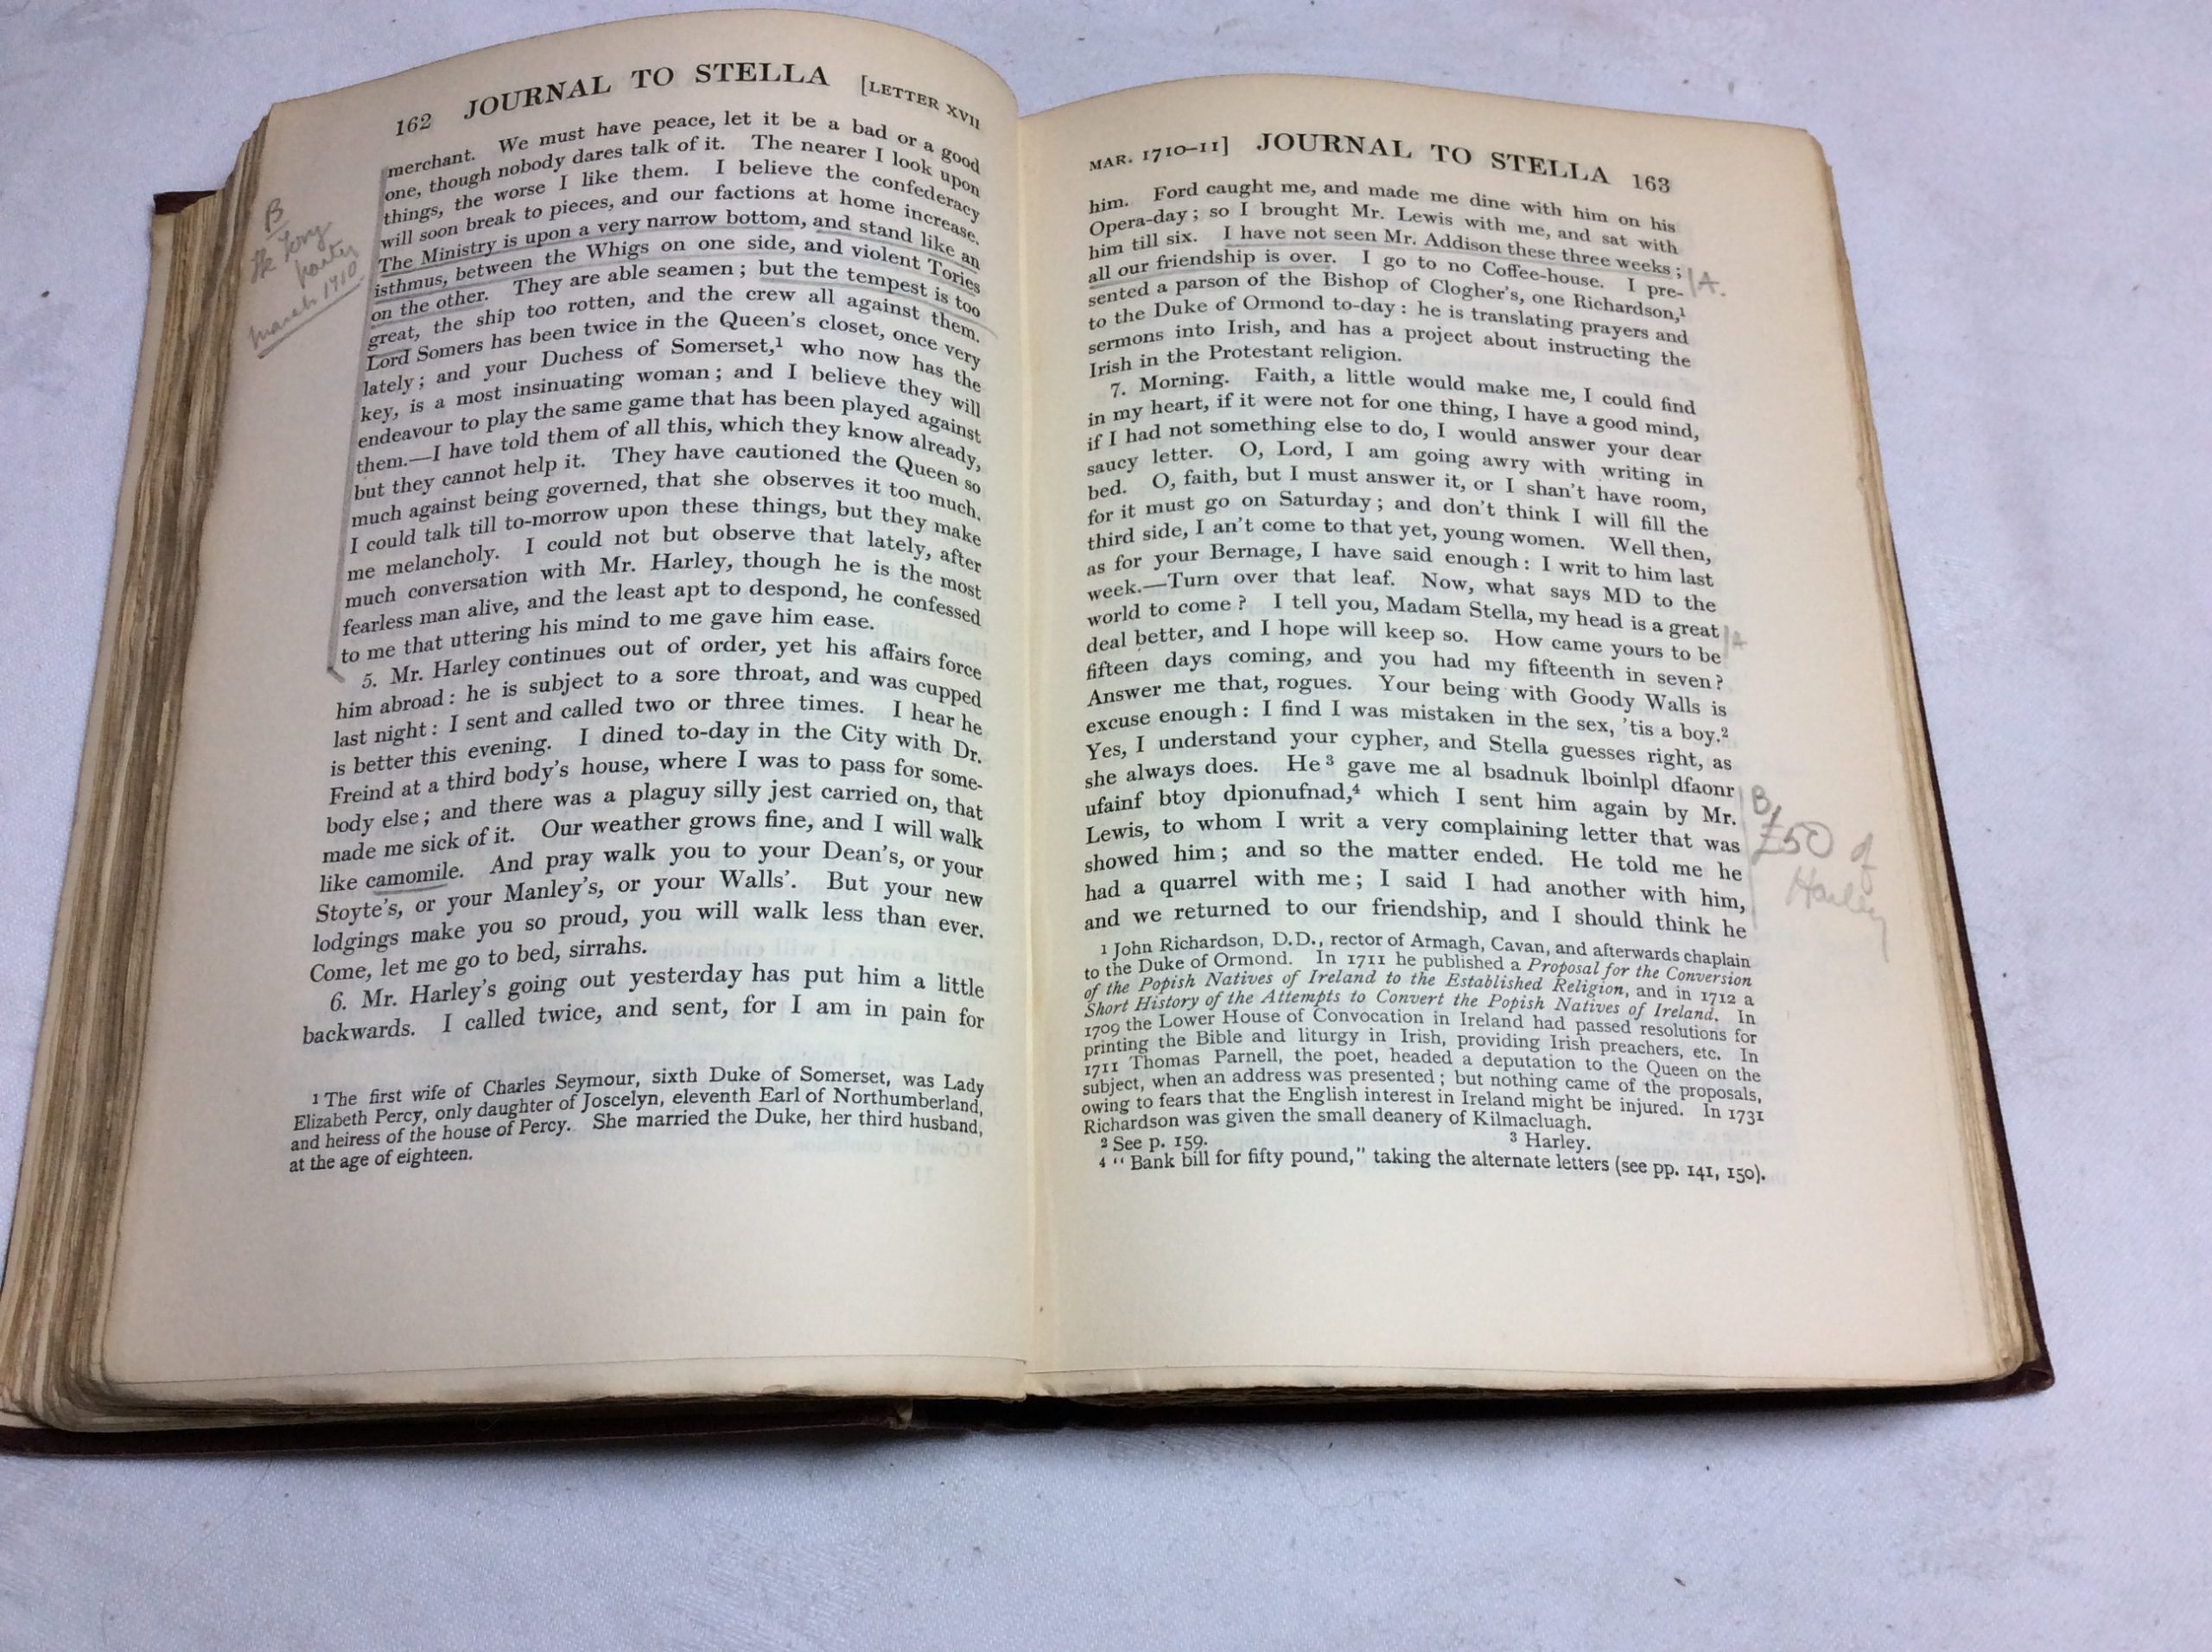 162 JOURNAL TO STELLA [LETTER XVII
merchant. We must have peace, let it be a bad or a good
one, though nobody dares talk of it. The nearer I look upon
things, the worse I like them. I believe the confederacy
will soon break to pieces, and our factions at home increase.
The Ministry is upon a very narrow bottom, and stand like an
isthmus, between the Whigs on one side, and violent Tories
on the other. They are able seamen; but the tempest is too
great, the ship too rotten, and the crew all against them.
Lord Somers has been twice in the Queen's closet, once very
lately; and your Duchess of Somerset,¹ who now has the
key, is a most insinuating woman; and I believe they will
endeavour to play the same game that has been played against
them.—I have told them of all this, which they know already,
but they cannot help it. They have cautioned the Queen so
much against being governed, that she observes it too much.
I could talk till to-morrow upon these things, but they make
me melancholy. I could not but observe that lately, after
much conversation with Mr. Harley, though he is the most
fearless man alive, and the least apt to despond, he confessed
to me that uttering his mind to me gave him ease.
5. Mr. Harley continues out of order, yet his affairs force
him abroad: he is subject to a sore throat, and was cupped
last night: I sent and called two or three times. I hear he
is better this evening. I dined to-day in the City with Dr.
Freind at a third body's house, where I was to pass for some-
body else; and there was a plaguy silly jest carried on, that
made me sick of it. Our weather grows fine, and I will walk
like camomile. And pray walk you to your Dean's, or your
Stoyte's, or your Manley's, or your Walls'. But your new
lodgings make you so proud, you will walk less than ever.
Come, let me go to bed, sirrahs.
6. Mr. Harley's going out yesterday has put him a little
backwards. I called twice, and sent, for I am in pain for
¹ The first wife of Charles Seymour, sixth Duke of Somerset, was Lady
Elizabeth Percy, only daughter of Joscelyn, eleventh Earl of Northumberland,
and heiress of the house of Percy. She married the Duke, her third husband,
at the age of eighteen.
B
The Tory
party
March 1710
MAR. 1710–11] JOURNAL TO STELLA 163
him. Ford caught me, and made me dine with him on his
Opera-day; so I brought Mr. Lewis with me, and sat with
him till six. I have not seen Mr. Addison these three weeks;
all our friendship is over. I go to no Coffee-house. I pre-
sented a parson of the Bishop of Clogher's, one Richardson,¹
to the Duke of Ormond to-day: he is translating prayers and
sermons into Irish, and has a project about instructing the
Irish in the Protestant religion.
7. Morning. Faith, a little would make me, I could find
in my heart, if it were not for one thing, I have a good mind,
if I had not something else to do, I would answer your dear
saucy letter. O, Lord, I am going awry with writing in
bed. O, faith, but I must answer it, or I shan't have room,
for it must go on Saturday; and don't think I will fill the
third side, I an't come to that yet, young women. Well then,
as for your Bernage, I have said enough: I writ to him last
week.—Turn over that leaf. Now, what says MD to the
world to come? I tell you, Madam Stella, my head is a great
deal better, and I hope will keep so. How came yours to be
fifteen days coming, and you had my fifteenth in seven?
Answer me that, rogues. Your being with Goody Walls is
excuse enough: I find I was mistaken in the sex, 'tis a boy.²
Yes, I understand your cypher, and Stella guesses right, as
she always does. He³ gave me al bsadnuk lboinlpl dfaonr
ufainf btoy dpionufnad,⁴ which I sent him again by Mr.
Lewis, to whom I writ a very complaining letter that was
showed him; and so the matter ended. He told me he
had a quarrel with me; I said I had another with him,
and we returned to our friendship, and I should think he
¹ John Richardson, D.D., rector of Armagh, Cavan, and afterwards chaplain
to the Duke of Ormond. In 1711 he published a Proposal for the Conversion
of the Popish Natives of Ireland to the Established Religion, and in 1712 a
Short History of the Attempts to Convert the Popish Natives of Ireland. In
1709 the Lower House of Convocation in Ireland had passed resolutions for
printing the Bible and liturgy in Irish, providing Irish preachers, etc. In
1711 Thomas Parnell, the poet, headed a deputation to the Queen on the
subject, when an address was presented; but nothing came of the proposals,
owing to fears that the English interest in Ireland might be injured. In 1731
Richardson was given the small deanery of Kilmacluagh.
² See p. 159. ³ Harley.
⁴ "Bank bill for fifty pound," taking the alternate letters (see pp. 141, 150).
A.
A
B
£50 of
Harley